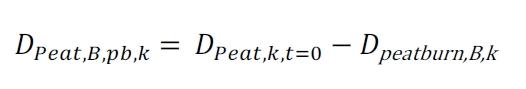 D_{Peat,B,pb,k} = D_{Peat,k,t=0} − D_{peatburn,B,k}